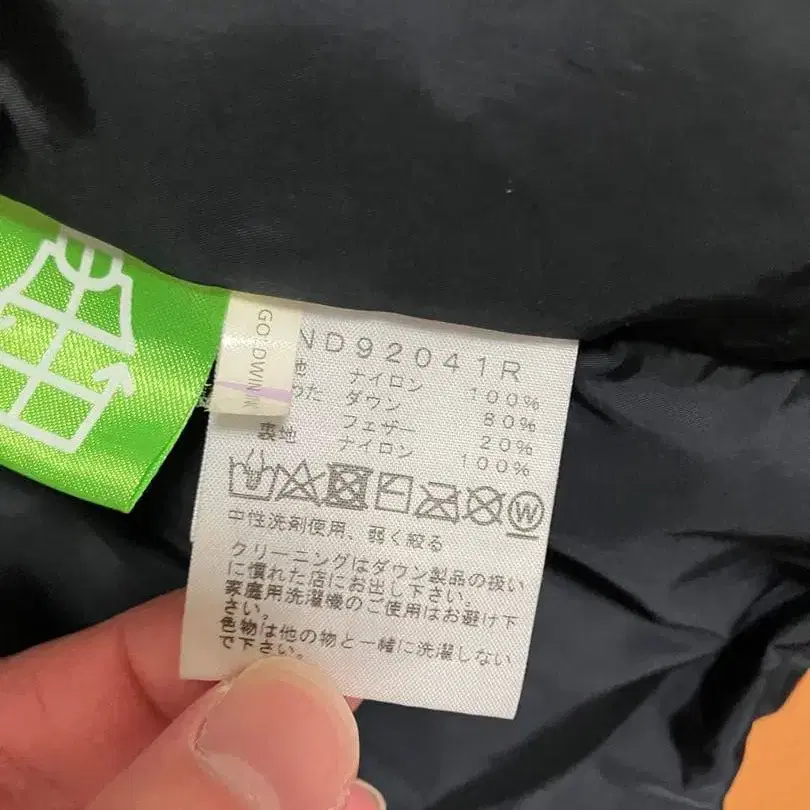 GOLDWIN
ND92041R
地 ナイロン 100%
わた ダウン 80%
フェザー 20%
裏地 ナイロン 100%
W
中性洗剤使用、弱く絞る
クリーニングはダウン製品の扱い
に慣れた店にお出し下さい。
家庭用洗濯機のご使用はお避け下
さい。
色物は他の物と一緒に洗濯しない
で下さい。